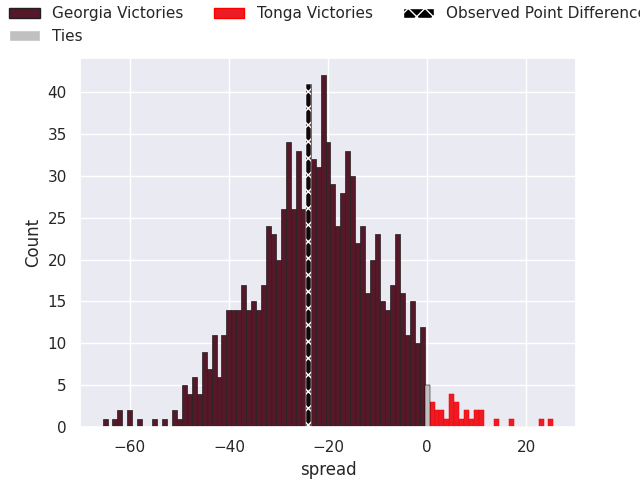 Georgia Victories Tonga Victories Observed Point Difference
Ties
40
35
30
25
20
15
10
5
0
Count
−60 −40 −20 0 20
spread